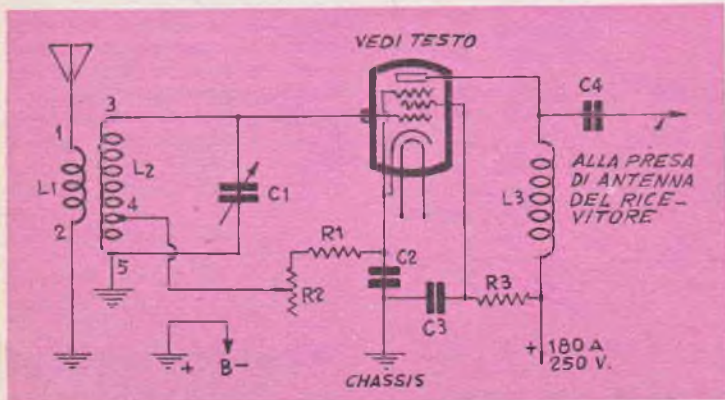 VEDI TESTO
1
2
L1
3
L2
4
5
C1
R1
R2
C2
C3
R3
L3
C4
ALLA PRESA
DI ANTENNA
DEL RICE-
VITORE
+ B-
CHASSIS
+ 180 A
250 V.